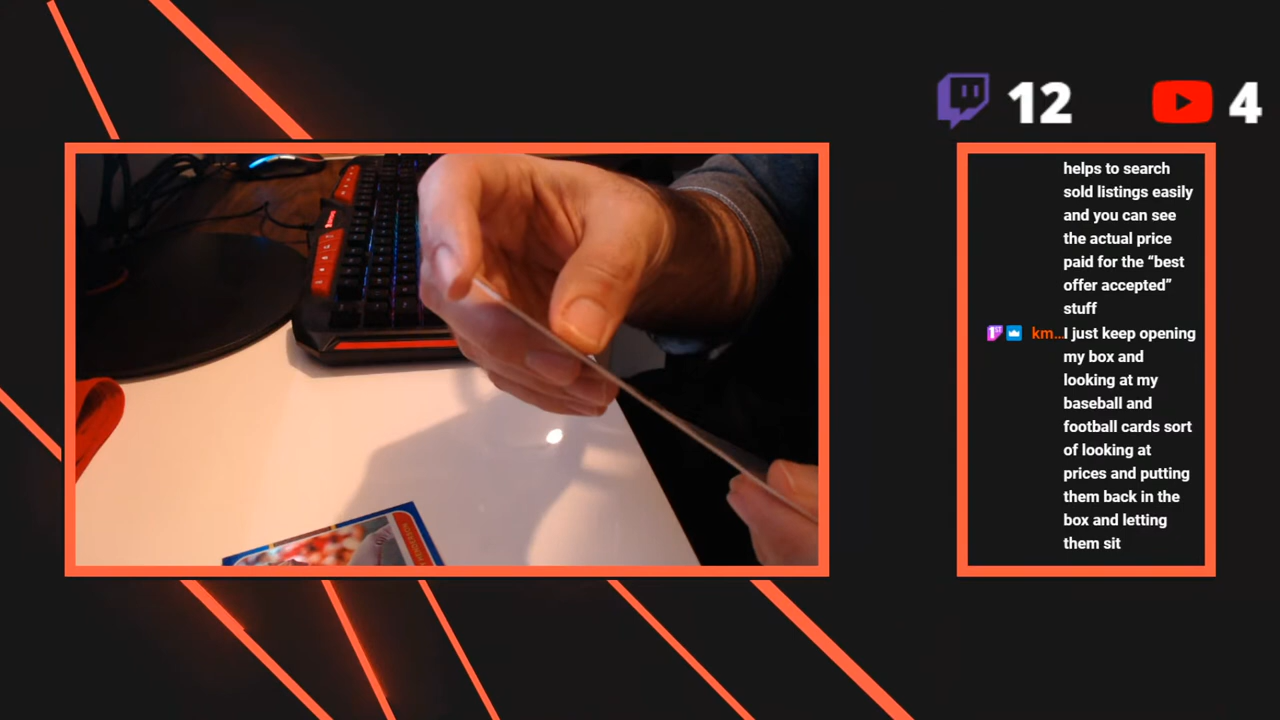 12
4
helps to search
sold listings easily
and you can see
the actual price
paid for the “best
offer accepted”
stuff
km...I just keep opening
my box and
looking at my
baseball and
football cards sort
of looking at
prices and putting
them back in the
box and letting
them sit